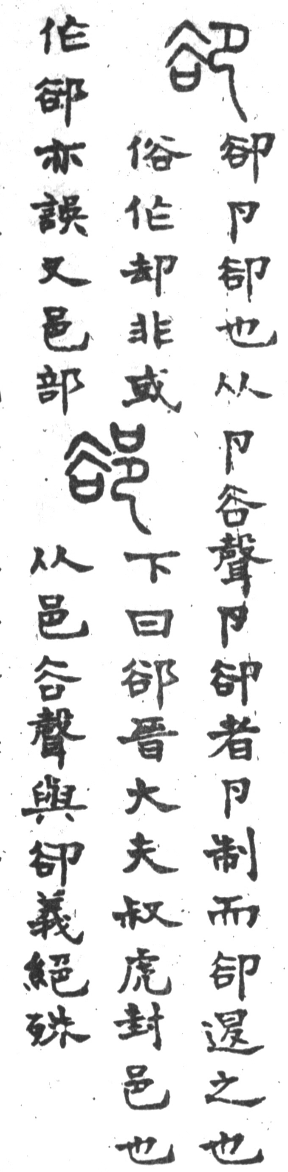 卻
卻卩卻也从卩谷聲卩卻者卩制而卻退之也
俗作却非或
作郤亦誤又邑部
郤
下曰郤晉大夫叔虎封邑也
从邑谷聲與卻義絕殊